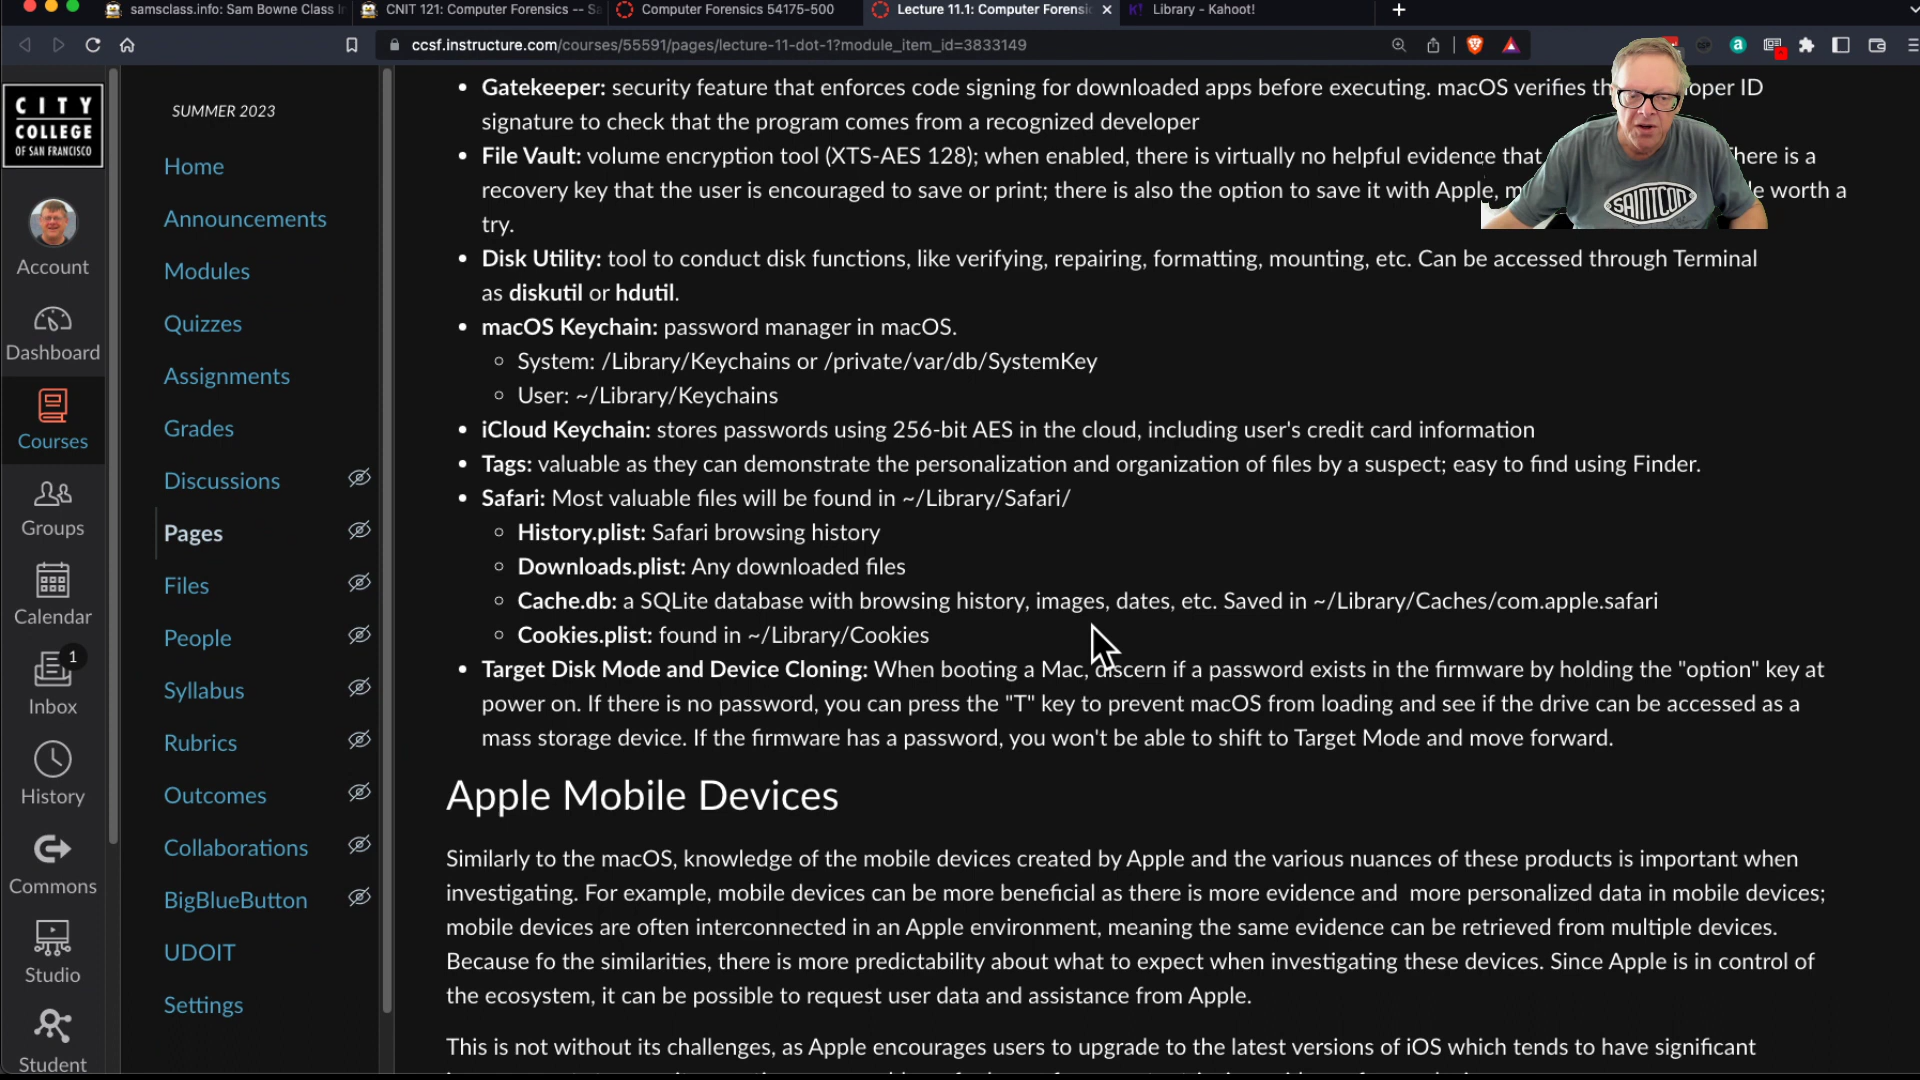 samsclass.info: Sam Bowne Class In
CNIT 121: Computer Forensics -- Sa
Computer Forensics 54175-500
Lecture 11.1: Computer Forensi
K!
Library - Kahoot!
ccsf.instructure.com/courses/55591/pages/lecture-11-dot-1?module_item_id=3833149
CITY
COLLEGE
OF SAN FRANCISCO
Account
Dashboard
Courses
Groups
Calendar
1
Inbox
History
Commons
Studio
Student
SUMMER 2023
Home
Announcements
Modules
Quizzes
Assignments
Grades
Discussions
Pages
Files
People
Syllabus
Rubrics
Outcomes
Collaborations
BigBlueButton
UDOIT
Settings
Gatekeeper: security feature that enforces code signing for downloaded apps before executing. macOS verifies th oper ID
signature to check that the program comes from a recognized developer
File Vault: volume encryption tool (XTS-AES 128); when enabled, there is virtually no helpful evidence that here is a
recovery key that the user is encouraged to save or print; there is also the option to save it with Apple, worth a
try.
SAINTCON
Disk Utility: tool to conduct disk functions, like verifying, repairing, formatting, mounting, etc. Can be accessed through Terminal
as diskutil or hdutil.
macOS Keychain: password manager in macOS.
System: /Library/Keychains or /private/var/db/SystemKey
User: ~/Library/Keychains
iCloud Keychain: stores passwords using 256-bit AES in the cloud, including user's credit card information
Tags: valuable as they can demonstrate the personalization and organization of files by a suspect; easy to find using Finder.
Safari: Most valuable files will be found in ~/Library/Safari/
History.plist: Safari browsing history
Downloads.plist: Any downloaded files
Cache.db: a SQLite database with browsing history, images, dates, etc. Saved in ~/Library/Caches/com.apple.safari
Cookies.plist: found in ~/Library/Cookies
Target Disk Mode and Device Cloning: When booting a Mac, discern if a password exists in the firmware by holding the "option" key at
power on. If there is no password, you can press the "T" key to prevent macOS from loading and see if the drive can be accessed as a
mass storage device. If the firmware has a password, you won't be able to shift to Target Mode and move forward.
Apple Mobile Devices
Similarly to the macOS, knowledge of the mobile devices created by Apple and the various nuances of these products is important when
investigating. For example, mobile devices can be more beneficial as there is more evidence and more personalized data in mobile devices;
mobile devices are often interconnected in an Apple environment, meaning the same evidence can be retrieved from multiple devices.
Because fo the similarities, there is more predictability about what to expect when investigating these devices. Since Apple is in control of
the ecosystem, it can be possible to request user data and assistance from Apple.
This is not without its challenges, as Apple encourages users to upgrade to the latest versions of iOS which tends to have significant